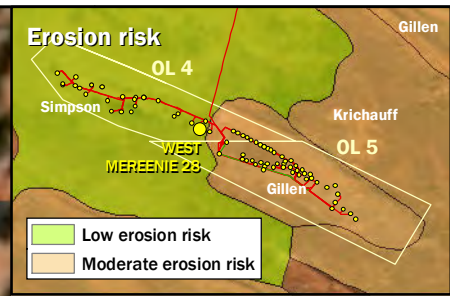 Erosion risk
Gillen
OL 4
Simpson
Krichauff
WEST
MEREENIE 28
OL 5
Gillen
Low erosion risk
Moderate erosion risk